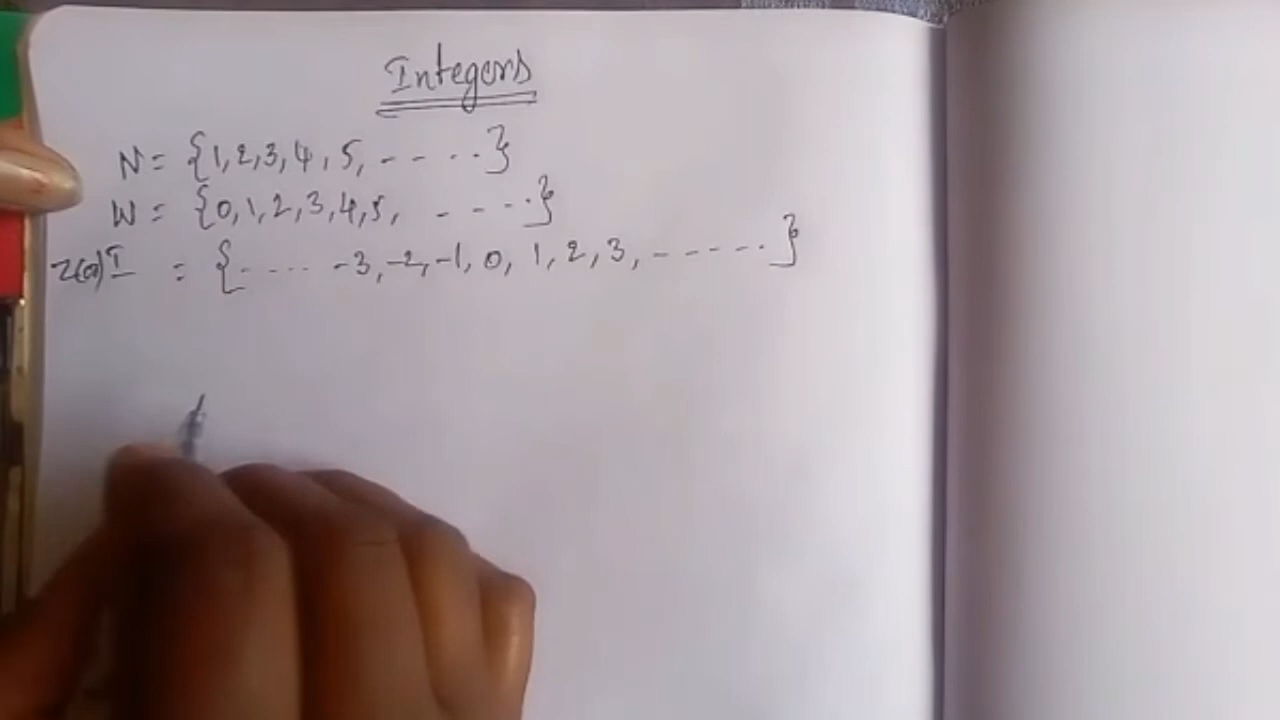 Integers
N = {1,2,3,4,5, - - - ..}
W = {0,1,2,3,4,5, - - - ..}
Z(or) I = {.... -3,-2,-1, 0, 1, 2, 3, - - - - - .}